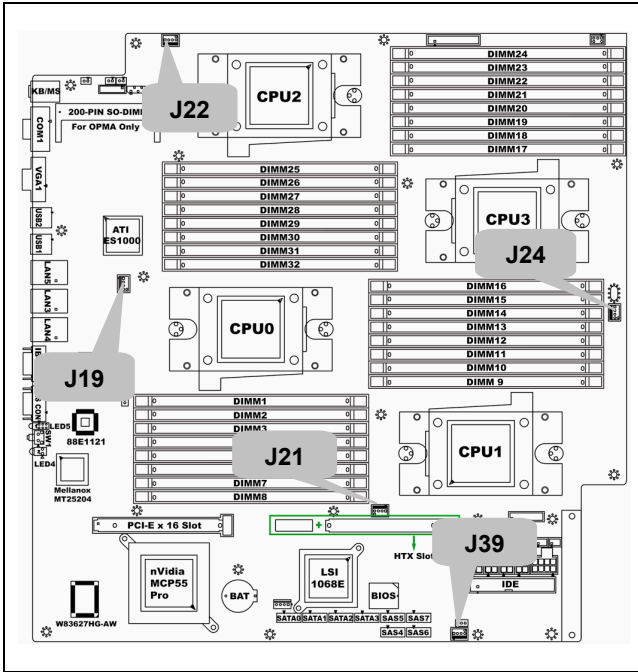 J22
CPU2
DIMM24
DIMM23
DIMM22
DIMM21
DIMM20
DIMM19
DIMM18
DIMM17
KB/MS
200-PIN SO-DIM
For OPMA Only
COM1
VGA1
USB2
USB1
LAN5
LAN3
LAN4
ATI
ES1000
DIMM25
DIMM26
DIMM27
DIMM28
DIMM29
DIMM30
DIMM31
DIMM32
CPU3
J24
DIMM16
DIMM15
DIMM14
DIMM13
DIMM12
DIMM11
DIMM10
DIMM 9
CPU0
J19
DIMM1
DIMM2
DIMM3
DIMM7
DIMM8
LED5
SW1
LED4
88E1121
Mellanox
MT25204
J21
CPU1
PCI-E x 16 Slot
+
HTX Slot
J39
nVidia
MCP55
Pro
BAT
LSI
1068E
BIOS
IDE
W83627HG-AW
SATA0 SATA1 SATA2 SATA3 SAS5 SAS7
SAS4 SAS6